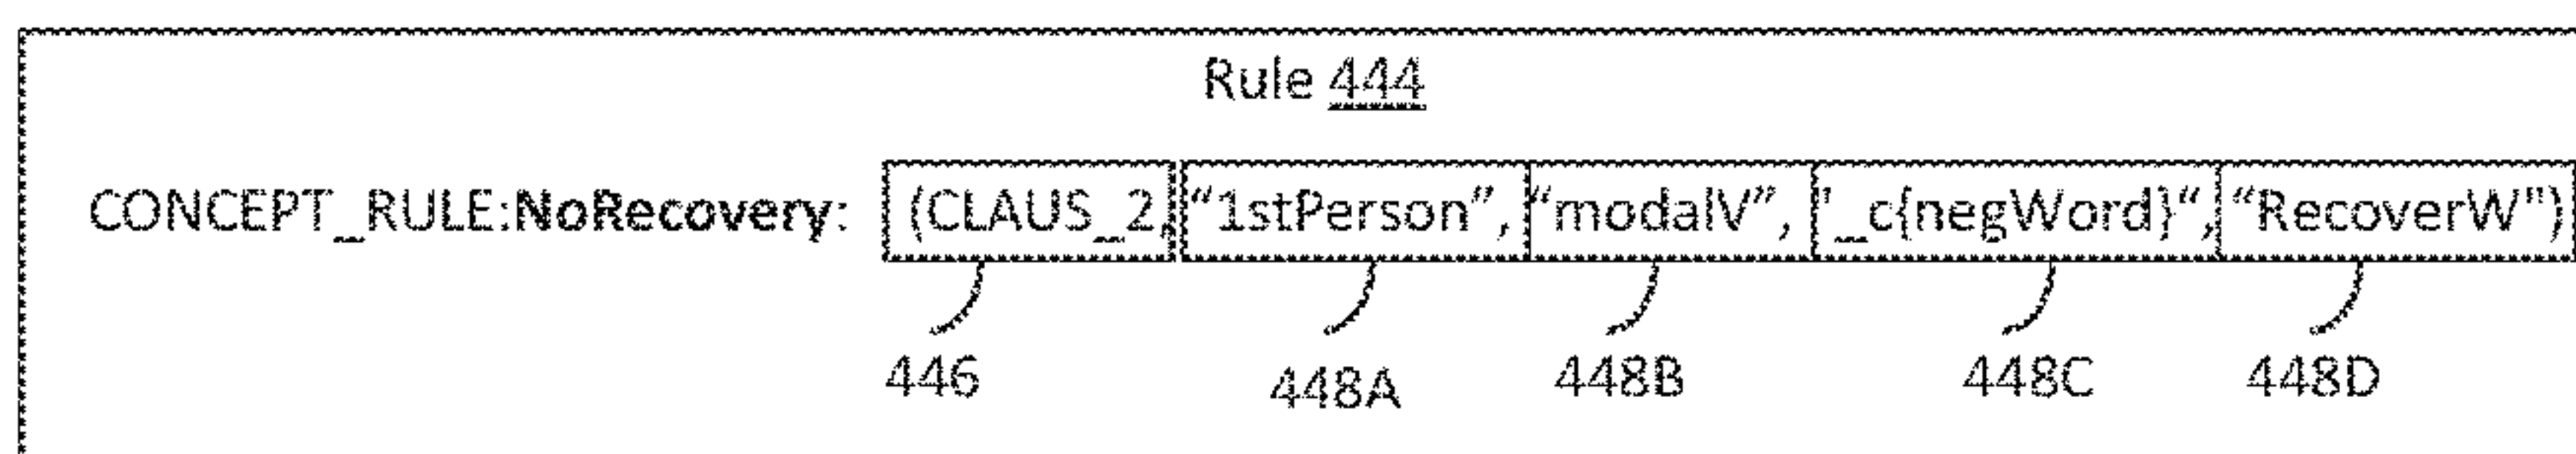 Rule 444
CONCEPT_RULE:NoRecovery: (CLAUS_2, “1stPerson”, “modalV”, "_c{negWord}“, “RecoverW")
446 448A 448B 448C 448D